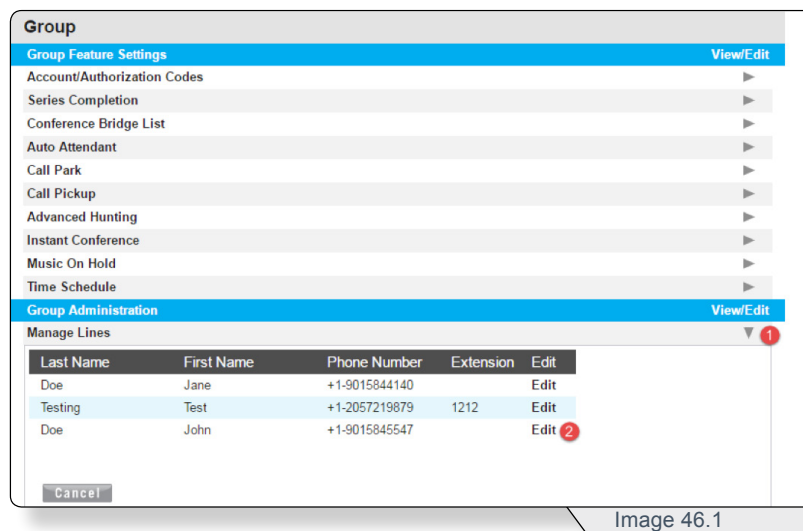 Group
Group Feature Settings View/Edit
Account/Authorization Codes
Series Completion
Conference Bridge List
Auto Attendant
Call Park
Call Pickup
Advanced Hunting
Instant Conference
Music On Hold
Time Schedule
Group Administration View/Edit
Manage Lines 1
Last Name First Name Phone Number Extension Edit
Doe Jane +1-9015844140 Edit
Testing Test +1-2057219879 1212 Edit
Doe John +1-9015845547 Edit 2
Cancel
Image 46.1